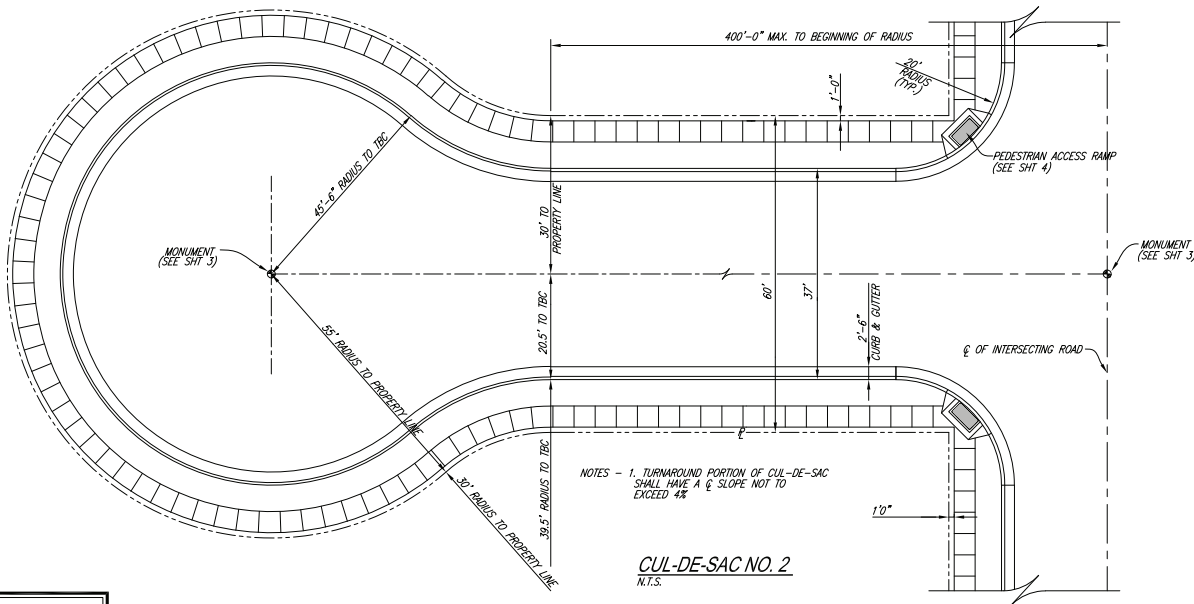 400'-0" MAX. TO BEGINNING OF RADIUS
20'
RADIUS
(TYP.)
1'-0"
PEDESTRIAN ACCESS RAMP
(SEE SHT 4)
45'-6" RADIUS TO TBC
30' TO
PROPERTY LINE
MONUMENT
(SEE SHT 3)
MONUMENT
(SEE SHT 3)
60'
37'
20.5' TO TBC
2'-6"
CURB & GUTTER
55' RADIUS TO PROPERTY LINE
℄ OF INTERSECTING ROAD
39.5' RADIUS TO TBC
30' RADIUS TO PROPERTY LINE
NOTES - 1. TURNAROUND PORTION OF CUL-DE-SAC
SHALL HAVE A ℄ SLOPE NOT TO
EXCEED 4%
1'0"
CUL-DE-SAC NO. 2
N.T.S.